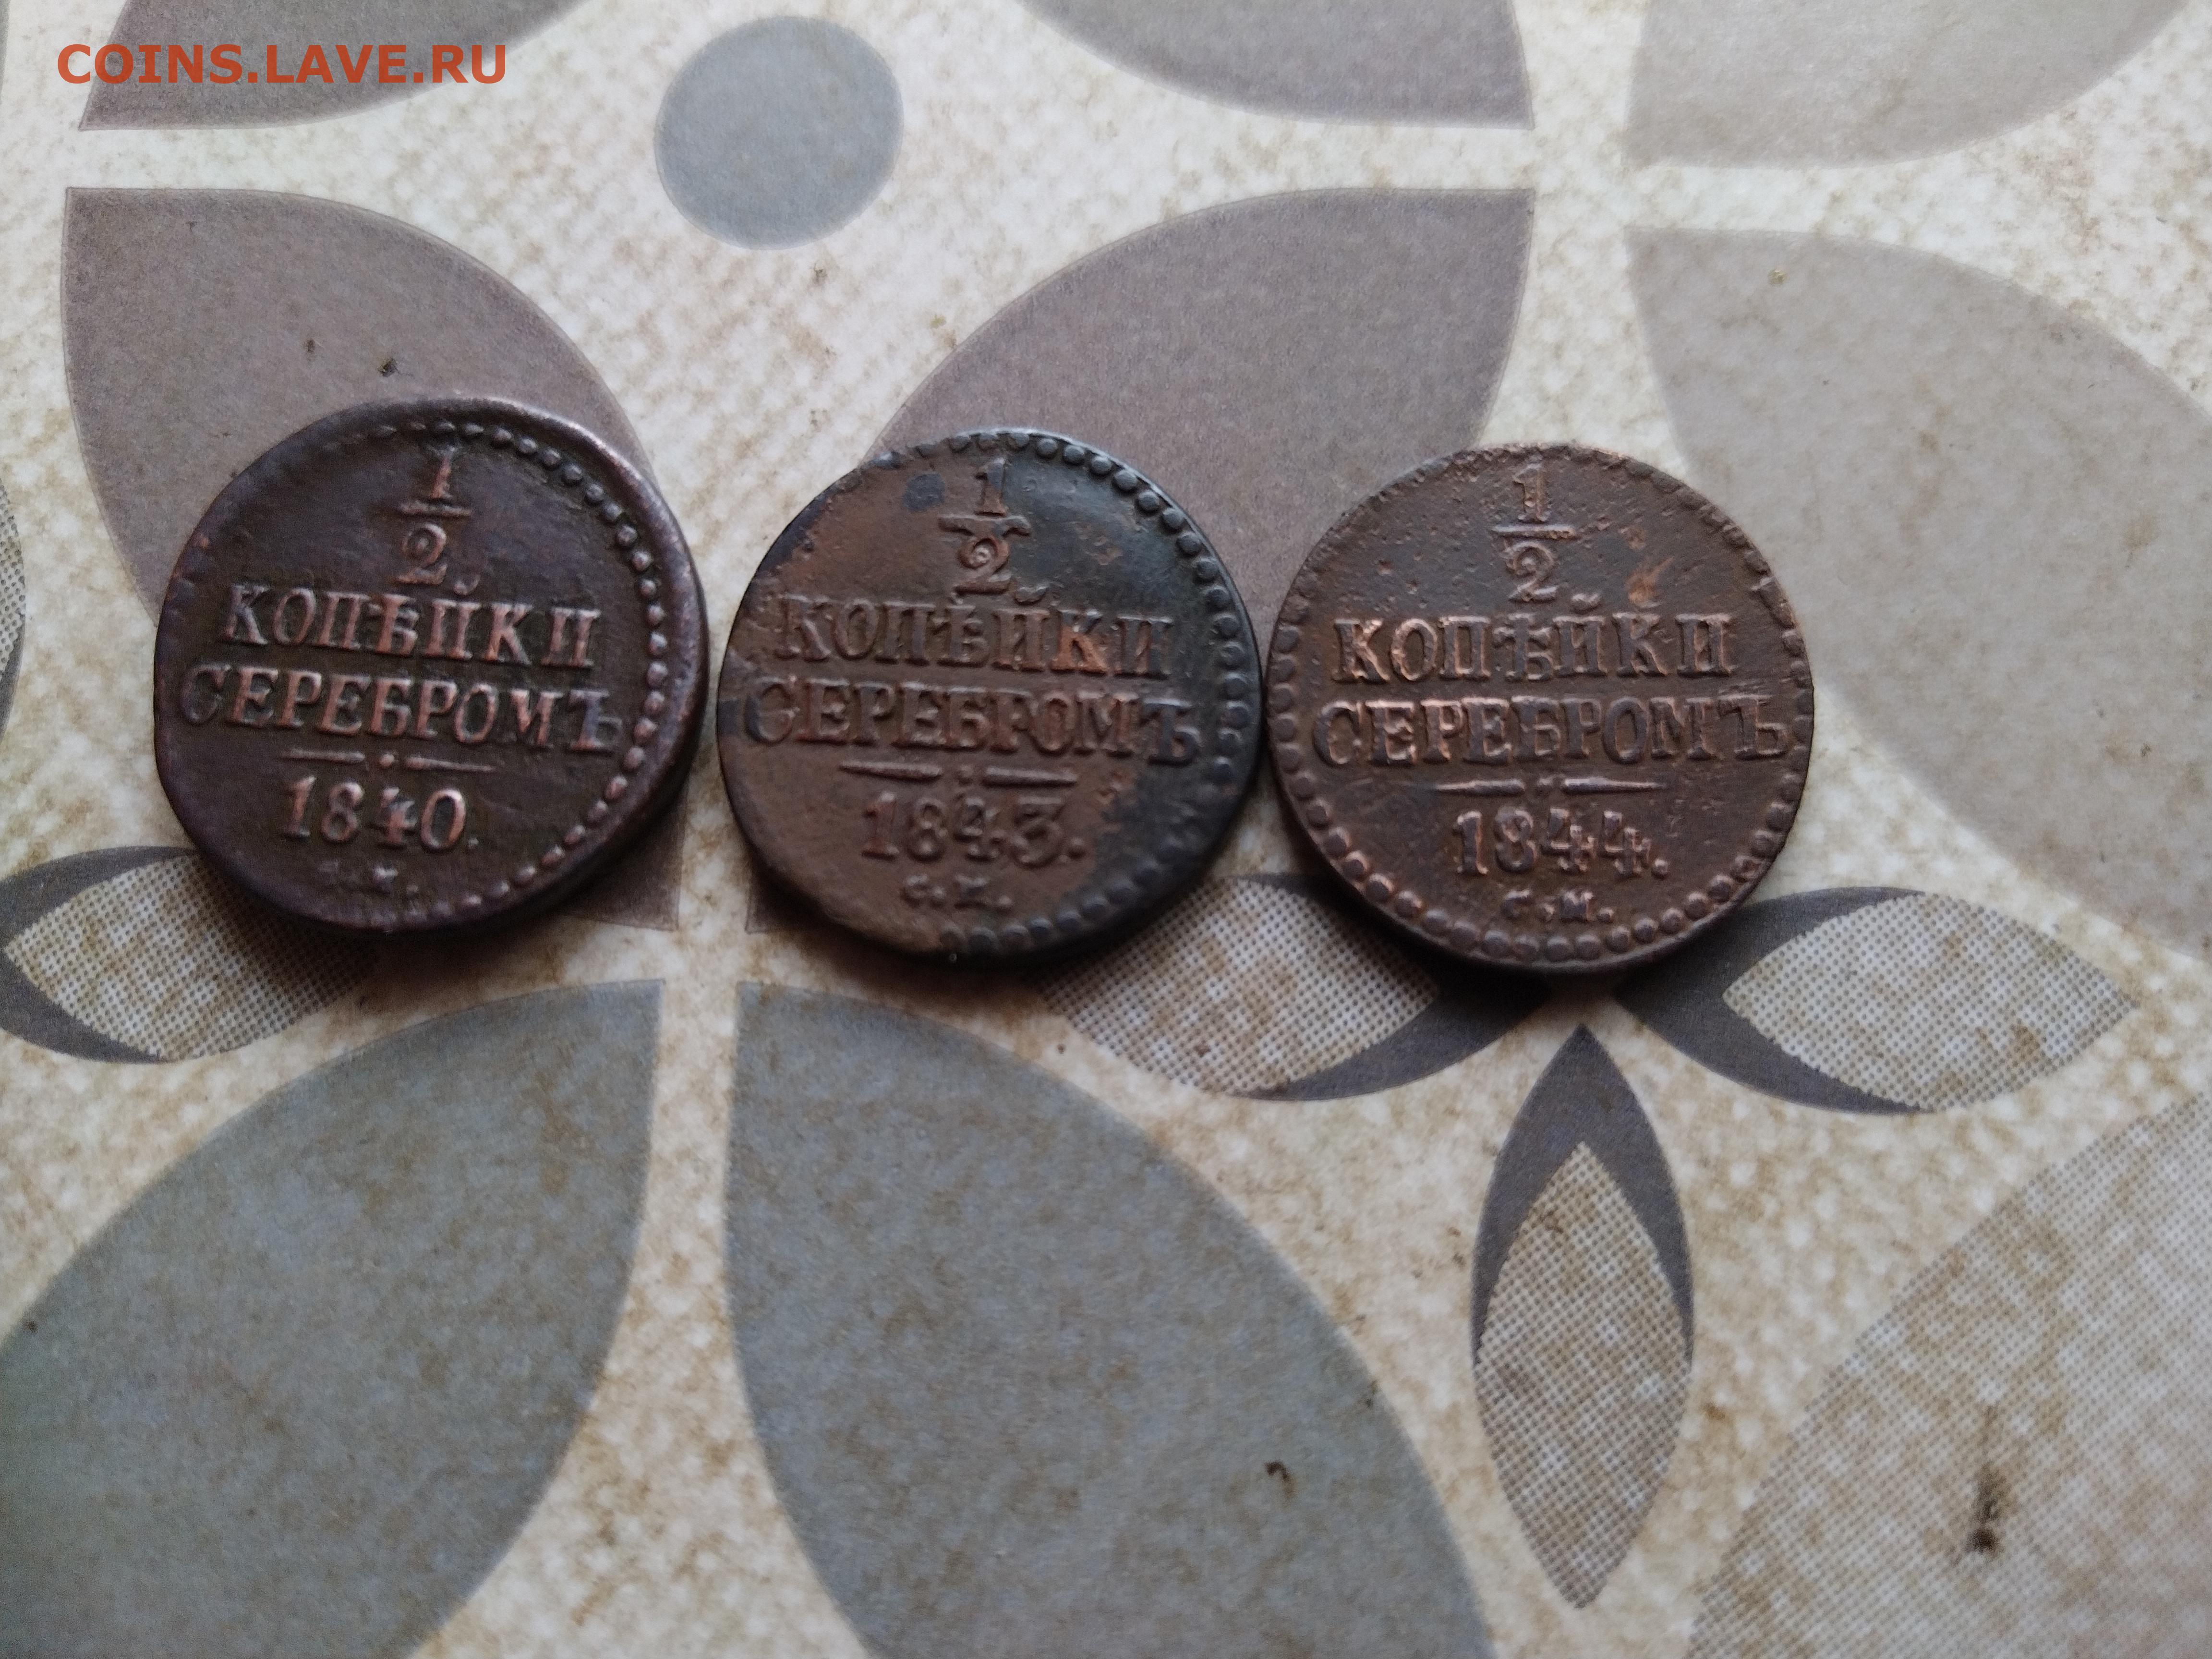 COINS.LAVE.RU
1
2
КОПѢЙКИ
СЕРЕБРОМЪ
1840.
1
2
КОПѢЙКИ
СЕРЕБРОМЪ
1843.
С.М.
1
2
КОПѢЙКИ
СЕРЕБРОМЪ
1844.
С.М.